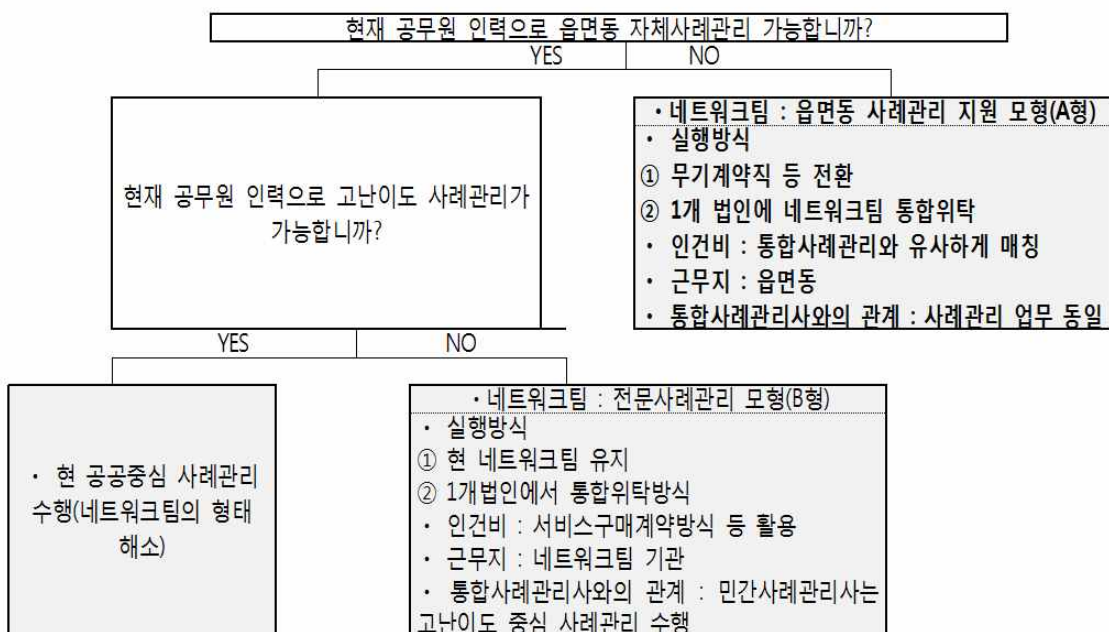 현재 공무원 인력으로 읍면동 자체사례관리 가능합니까?
YES NO
현재 공무원 인력으로 고난이도 사례관리가
가능합니까?
・네트워크팀 : 읍면동 사례관리 지원 모형(A형)
・ 실행방식
① 무기계약직 등 전환
② 1개 법인에 네트워크팀 통합위탁
・ 인건비 : 통합사례관리와 유사하게 매칭
・ 근무지 : 읍면동
・ 통합사례관리사와의 관계 : 사례관리 업무 동일
YES NO
・ 현 공공중심 사례관리
수행(네트워크팀의 형태
해소)
・네트워크팀 : 전문사례관리 모형(B형)
・ 실행방식
① 현 네트워크팀 유지
② 1개법인에서 통합위탁방식
・ 인건비 : 서비스구매계약방식 등 활용
・ 근무지 : 네트워크팀 기관
・ 통합사례관리사와의 관계 : 민간사례관리사는
고난이도 중심 사례관리 수행